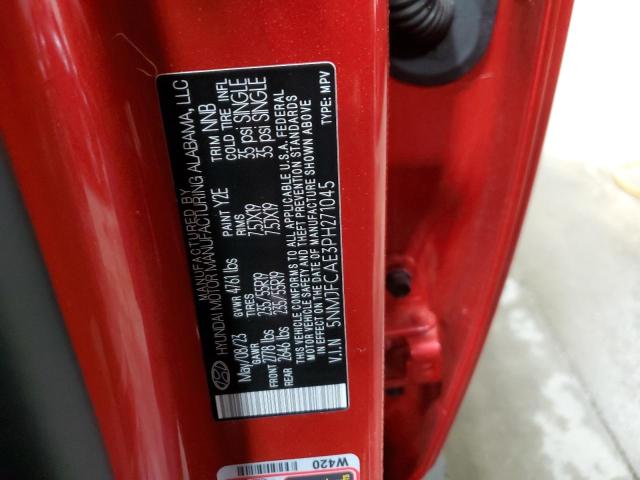 MANUFACTURED BY
HYUNDAI MOTOR MANUFACTURING ALABAMA, LLC
May/08/23 GVWR 4761 lbs PAINT Y2E TRIM NNB
GAWR TIRES RIMS COLD TIRE INFL
FRONT 2778 lbs 235/55R19 7.5JX19 35 psi SINGLE
REAR 2646 lbs 235/55R19 7.5JX19 35 psi SINGLE
THIS VEHICLE CONFORMS TO ALL APPLICABLE U.S.A. FEDERAL
MOTOR VEHICLE SAFETY AND THEFT PREVENTION STANDARDS
IN EFFECT ON THE DATE OF MANUFACTURE SHOWN ABOVE
V.I.N 5NMJFCAE3PH271045 TYPE: MPV
W420